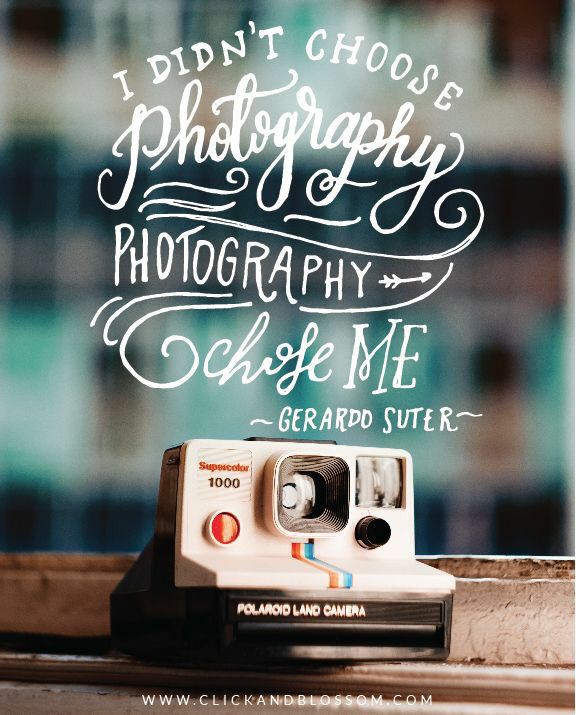 I DIDN'T CHOOSE
Photography
PHOTOGRAPHY
chose ME
~GERARDO SUTER~
Supercolor
1000
POLAROID LAND CAMERA
WWW.CLICKANDBLOSSOM.COM